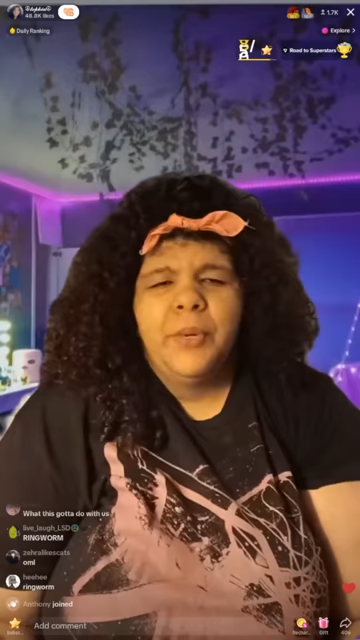 48.8K likes
1.7K
Daily Ranking
Explore >
Road to Superstars
What this gotta do with us
live_laugh_LSD
RINGWORM
zehralikescats
oml
heehee
ringworm
Anthony joined
Add comment
Gift